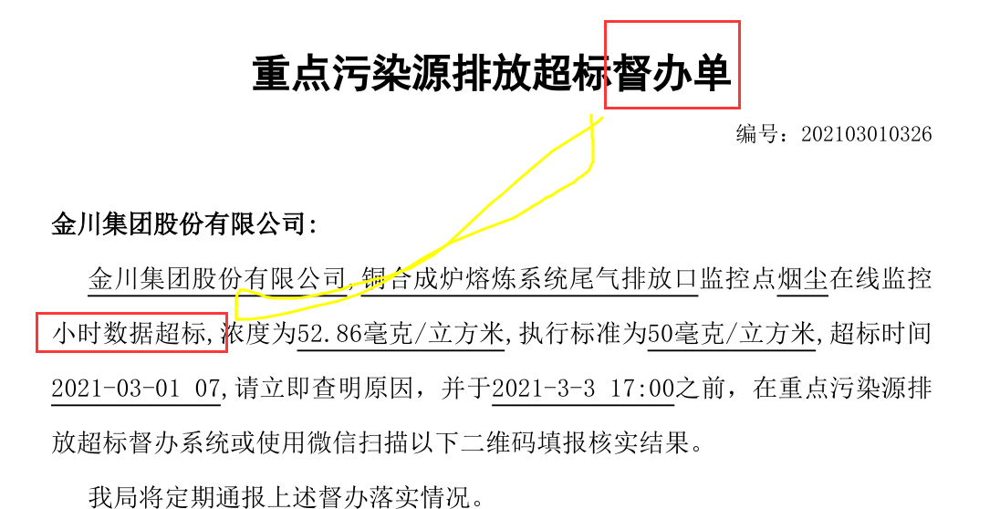 重点污染源排放超标督办单
编号：202103010326
金川集团股份有限公司:
金川集团股份有限公司,铜合成炉熔炼系统尾气排放口监控点烟尘在线监控
小时数据超标,浓度为52.86毫克/立方米,执行标准为50毫克/立方米,超标时间
2021-03-01 07,请立即查明原因，并于2021-3-3 17:00之前，在重点污染源排
放超标督办系统或使用微信扫描以下二维码填报核实结果。
我局将定期通报上述督办落实情况。